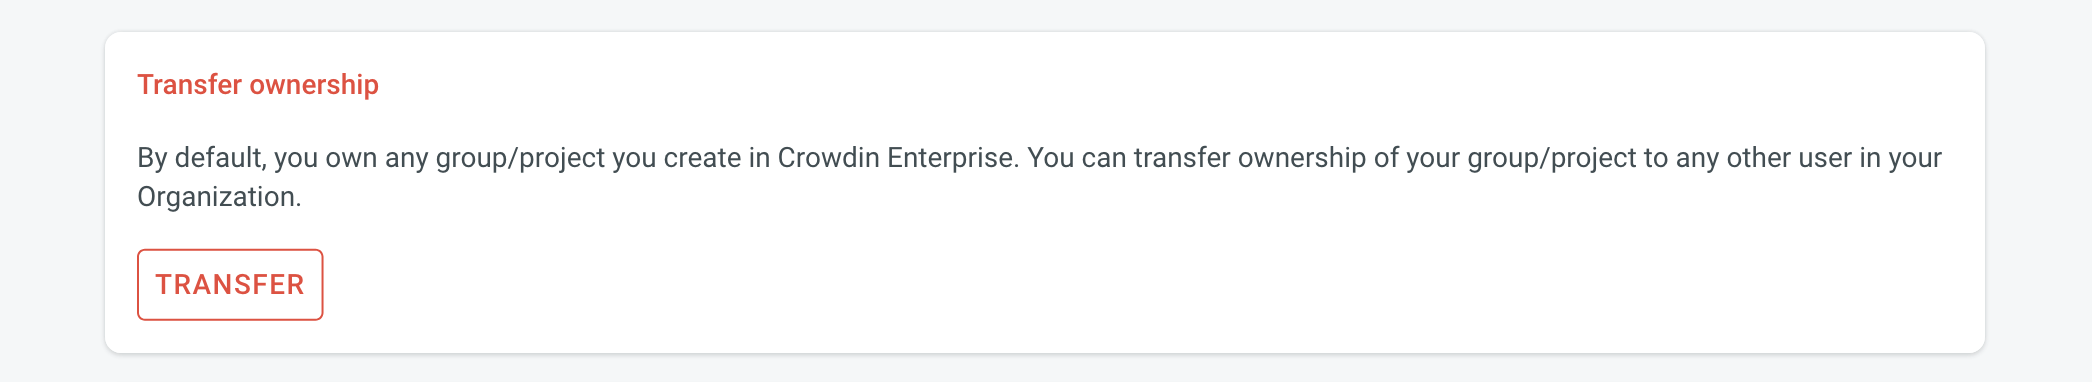 Transfer ownership
By default, you own any group/project you create in Crowdin Enterprise. You can transfer ownership of your group/project to any other user in your
Organization.
TRANSFER